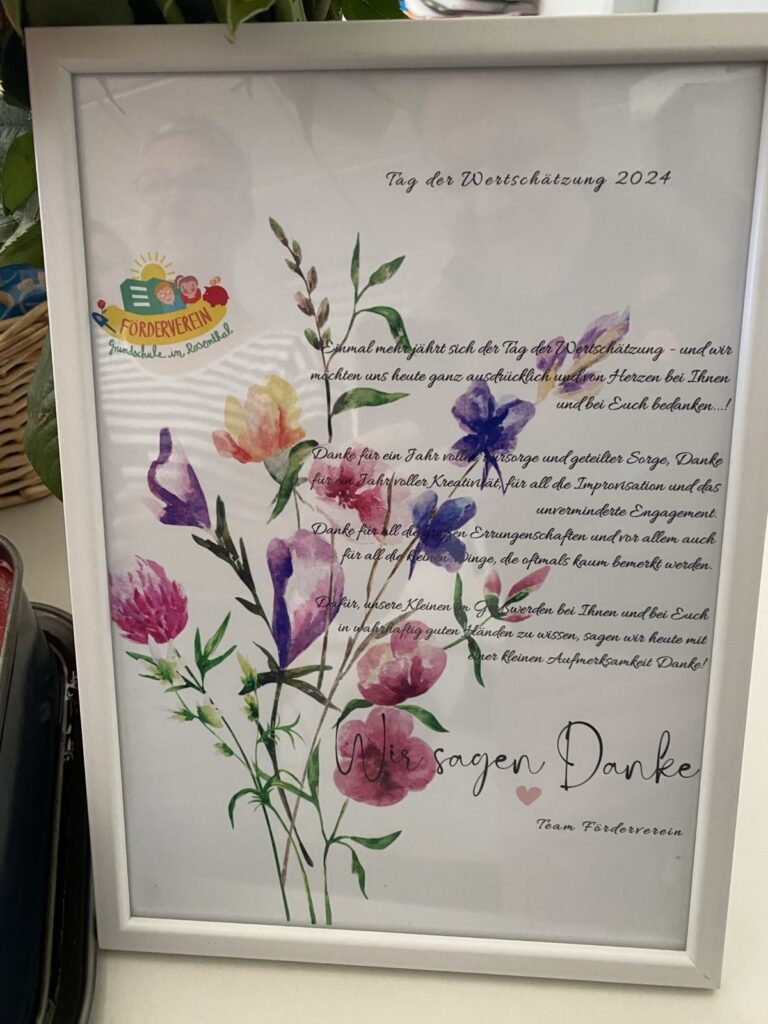 Tag der Wertschätzung 2024
FÖRDERVEREIN
Grundschule in Rosenthal
Einmal mehr jährt sich der Tag der Wertschätzung - und wir
möchten uns heute ganz ausdrücklich und von Herzen bei Ihnen
und bei Euch bedanken...!
Danke für ein Jahr voller Fürsorge und geteilter Sorge, Danke
für ein Jahr voller Kreativität, für all die Improvisation und das
unverminderte Engagement.
Danke für all die großen Errungenschaften und vor allem auch
für all die kleinen Dinge, die oftmals kaum bemerkt werden.
Dafür, unsere Kleinen im Großwerden bei Ihnen und bei Euch
in wahrhaftig guten Händen zu wissen, sagen wir heute mit
einer kleinen Aufmerksamkeit Danke!
Wir sagen Danke
Team Förderverein